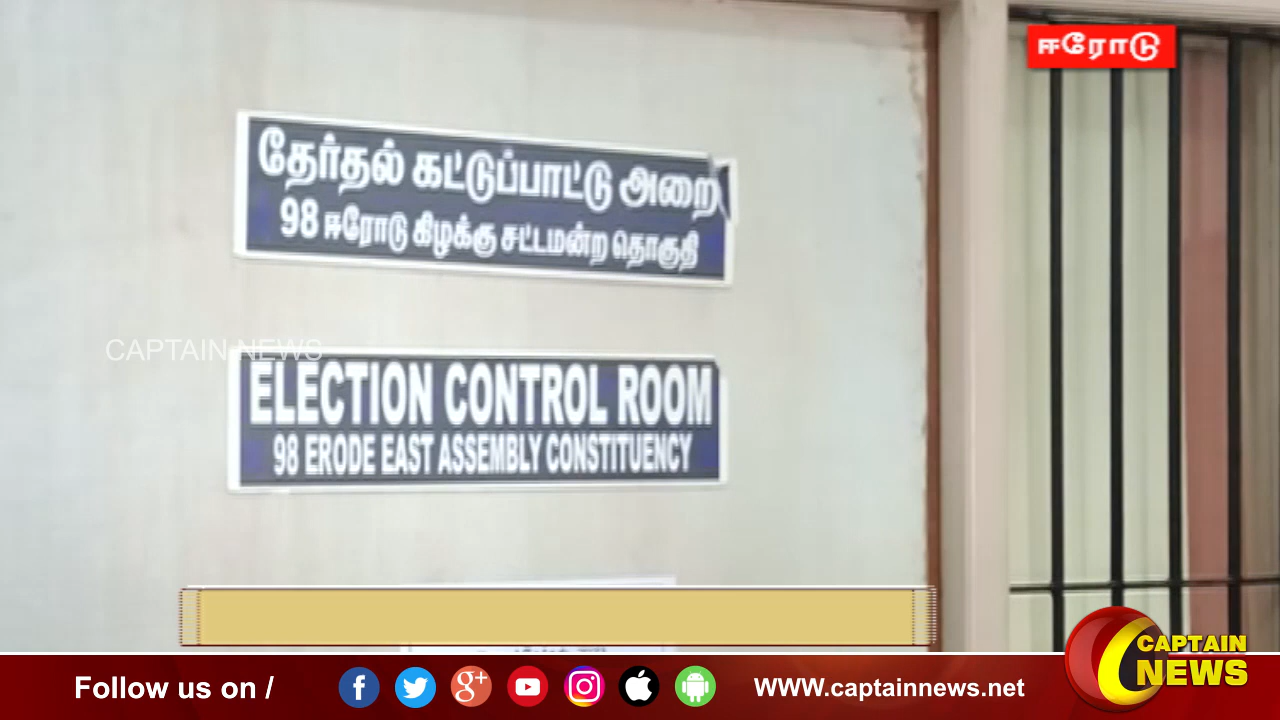 ஈரோடு
தேர்தல் கட்டுப்பாட்டு அறை
98 ஈரோடு கிழக்கு சட்டமன்ற தொகுதி
CAPTAIN NEWS
ELECTION CONTROL ROOM
98 ERODE EAST ASSEMBLY CONSTITUENCY
Follow us on /
g+
WWW.captainnews.net
CAPTAIN
NEWS